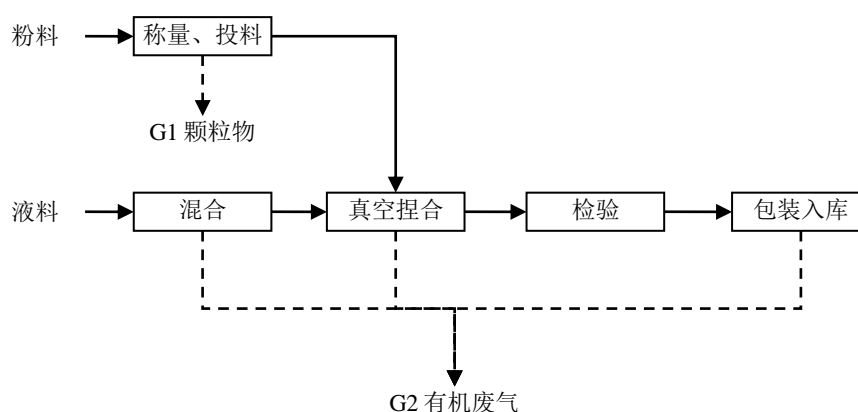 粉料
称量、投料
G1 颗粒物
液料
混合
真空捏合
检验
包装入库
G2 有机废气